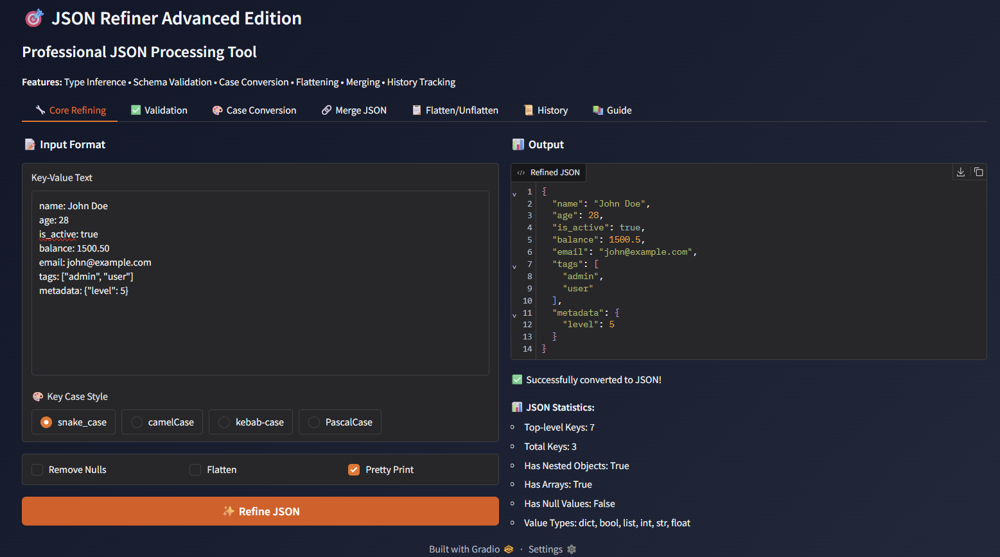 JSON Refiner Advanced Edition
Professional JSON Processing Tool
Features: Type Inference • Schema Validation • Case Conversion • Flattening • Merging • History Tracking
Core Refining Validation Case Conversion Merge JSON Flatten/Unflatten History Guide
Input Format
Key-Value Text
name: John Doe
age: 28
is_active: true
balance: 1500.50
email: john@example.com
tags: ["admin", "user"]
metadata: {"level": 5}
Key Case Style
snake_case camelCase kebab-case PascalCase
Remove Nulls Flatten Pretty Print
Refine JSON
Output
Refined JSON
1 {
2 "name": "John Doe",
3 "age": 28,
4 "is_active": true,
5 "balance": 1500.5,
6 "email": "john@example.com",
7 "tags": [
8 "admin",
9 "user"
10 ],
11 "metadata": {
12 "level": 5
13 }
14 }
Successfully converted to JSON!
JSON Statistics:
Top-level Keys: 7
Total Keys: 3
Has Nested Objects: True
Has Arrays: True
Has Null Values: False
Value Types: dict, bool, list, int, str, float
Built with Gradio · Settings